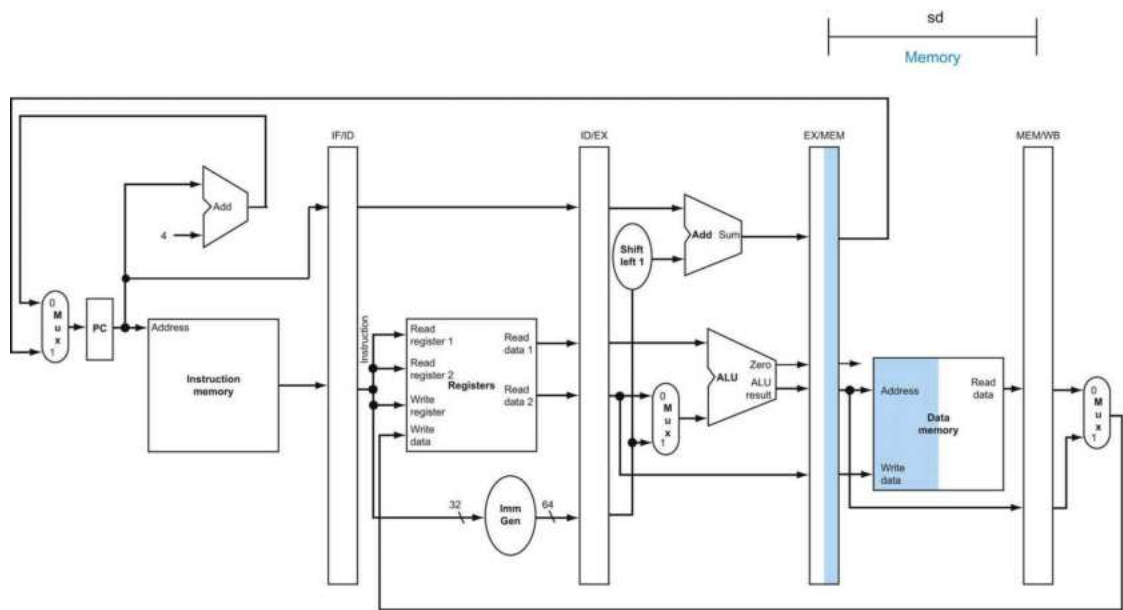 sd
Memory
IF/ID
ID/EX
EX/MEM
MEM/WB
Add
4
Add Sum
Shift
left 1
0
M
u
x
1
PC
Address
Instruction
memory
Instruction
Read
register 1
Read
register 2
Write
register
Write
data
Registers
Read
data 1
Read
data 2
0
M
u
x
1
Zero
ALU
ALU
result
Address
Read
data
Data
memory
Write
data
0
M
u
x
1
32
Imm
Gen
64